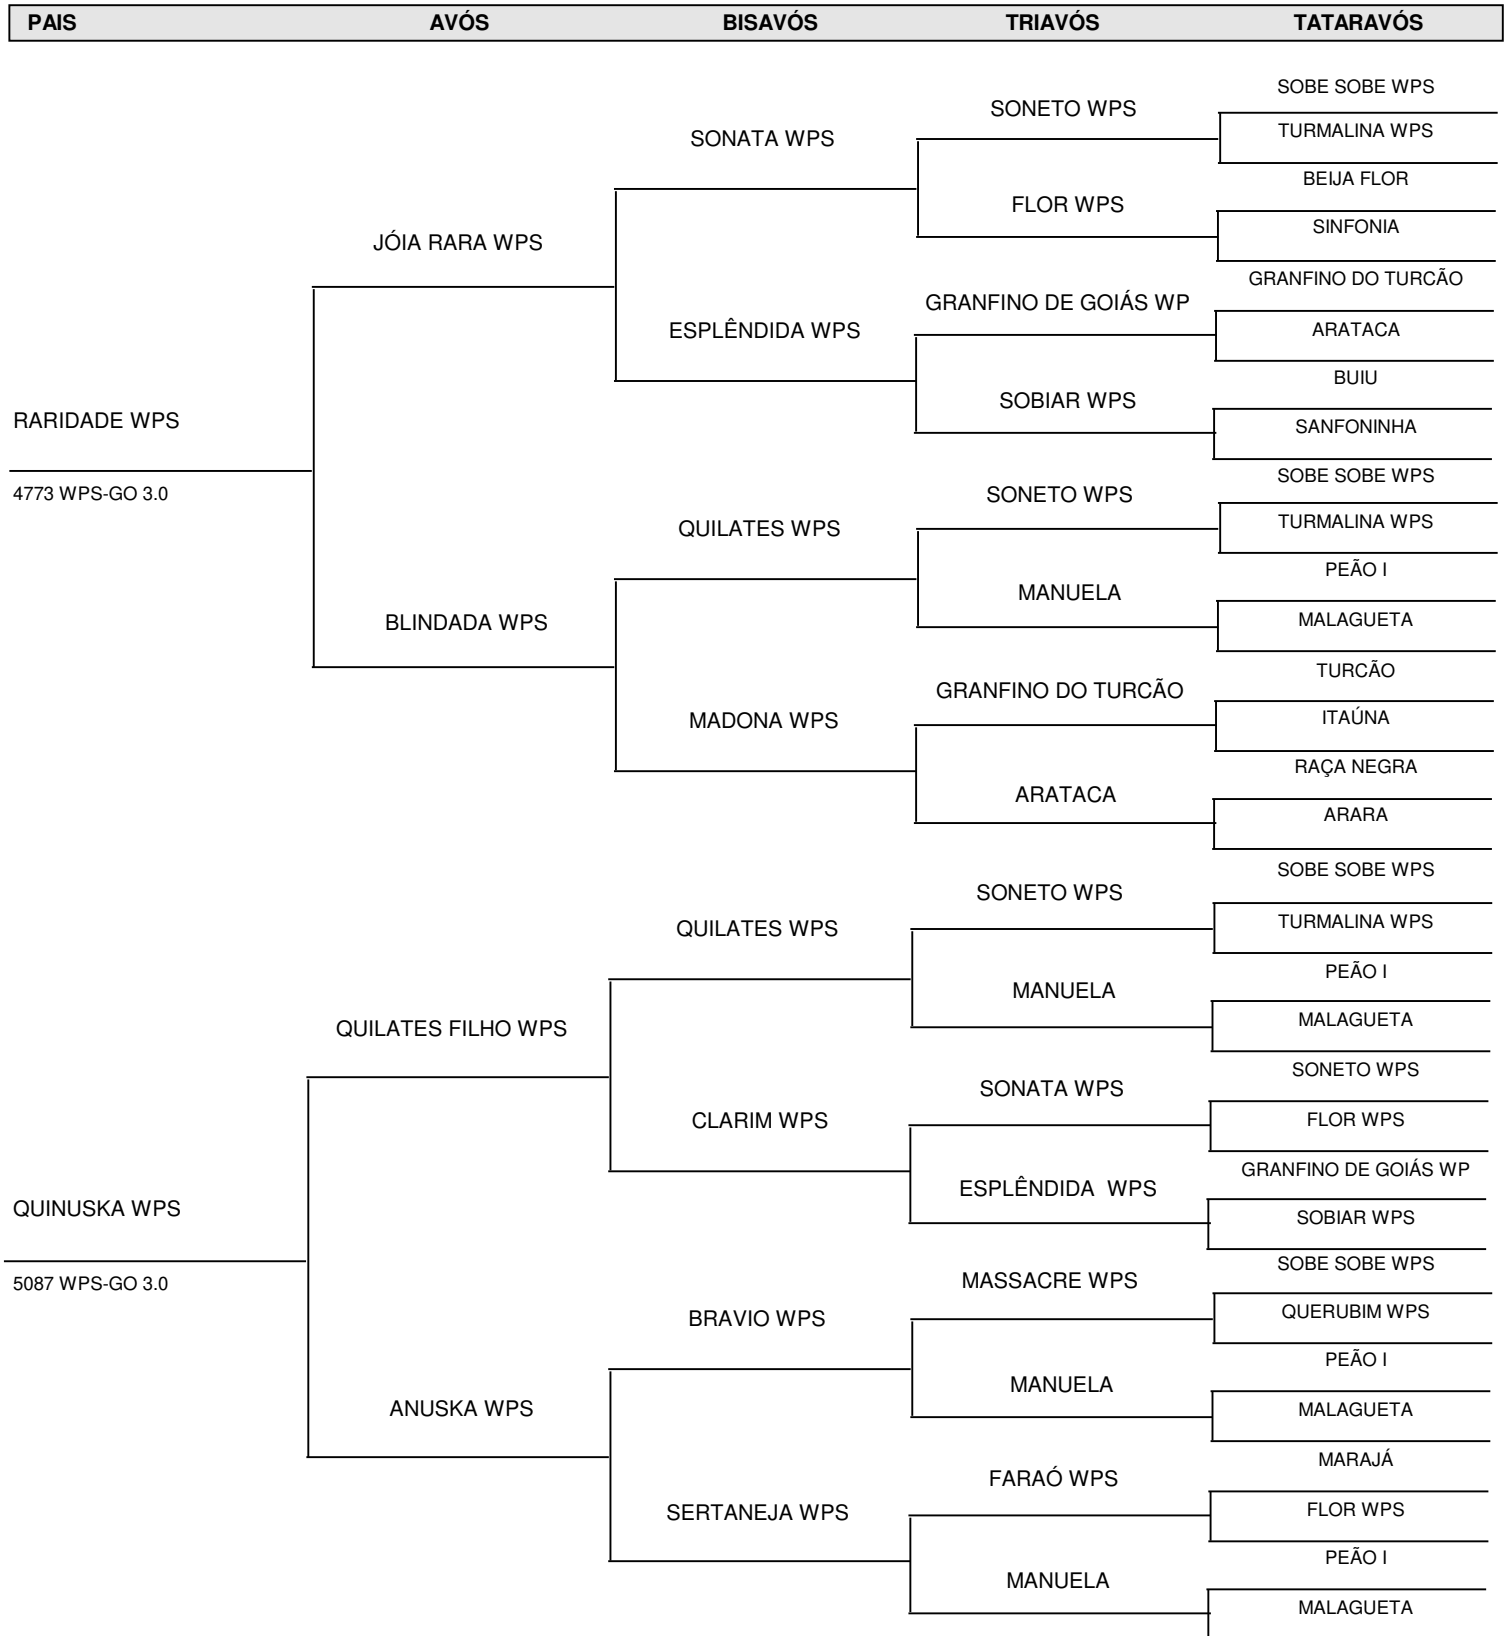 PAIS AVÓS BISAVÓS TRIAVÓS TATARAVÓS
SOBE SOBE WPS
SONETO WPS
TURMALINA WPS
SONATA WPS
BEIJA FLOR
FLOR WPS
SINFONIA
JÓIA RARA WPS
GRANFINO DO TURCÃO
GRANFINO DE GOIÁS WP
ARATACA
ESPLÊNDIDA WPS
BUIU
SOBIAR WPS
SANFONINHA
RARIDADE WPS
4773 WPS-GO 3.0
SOBE SOBE WPS
SONETO WPS
TURMALINA WPS
QUILATES WPS
PEÃO I
MANUELA
MALAGUETA
BLINDADA WPS
TURCÃO
GRANFINO DO TURCÃO
ITAÚNA
MADONA WPS
RAÇA NEGRA
ARATACA
ARARA
SOBE SOBE WPS
SONETO WPS
TURMALINA WPS
QUILATES WPS
PEÃO I
MANUELA
MALAGUETA
QUILATES FILHO WPS
SONETO WPS
SONATA WPS
FLOR WPS
CLARIM WPS
GRANFINO DE GOIÁS WP
ESPLÊNDIDA  WPS
SOBIAR WPS
QUINUSKA WPS
5087 WPS-GO 3.0
SOBE SOBE WPS
MASSACRE WPS
QUERUBIM WPS
BRAVIO WPS
PEÃO I
MANUELA
MALAGUETA
ANUSKA WPS
MARAJÁ
FARAÓ WPS
FLOR WPS
SERTANEJA WPS
PEÃO I
MANUELA
MALAGUETA